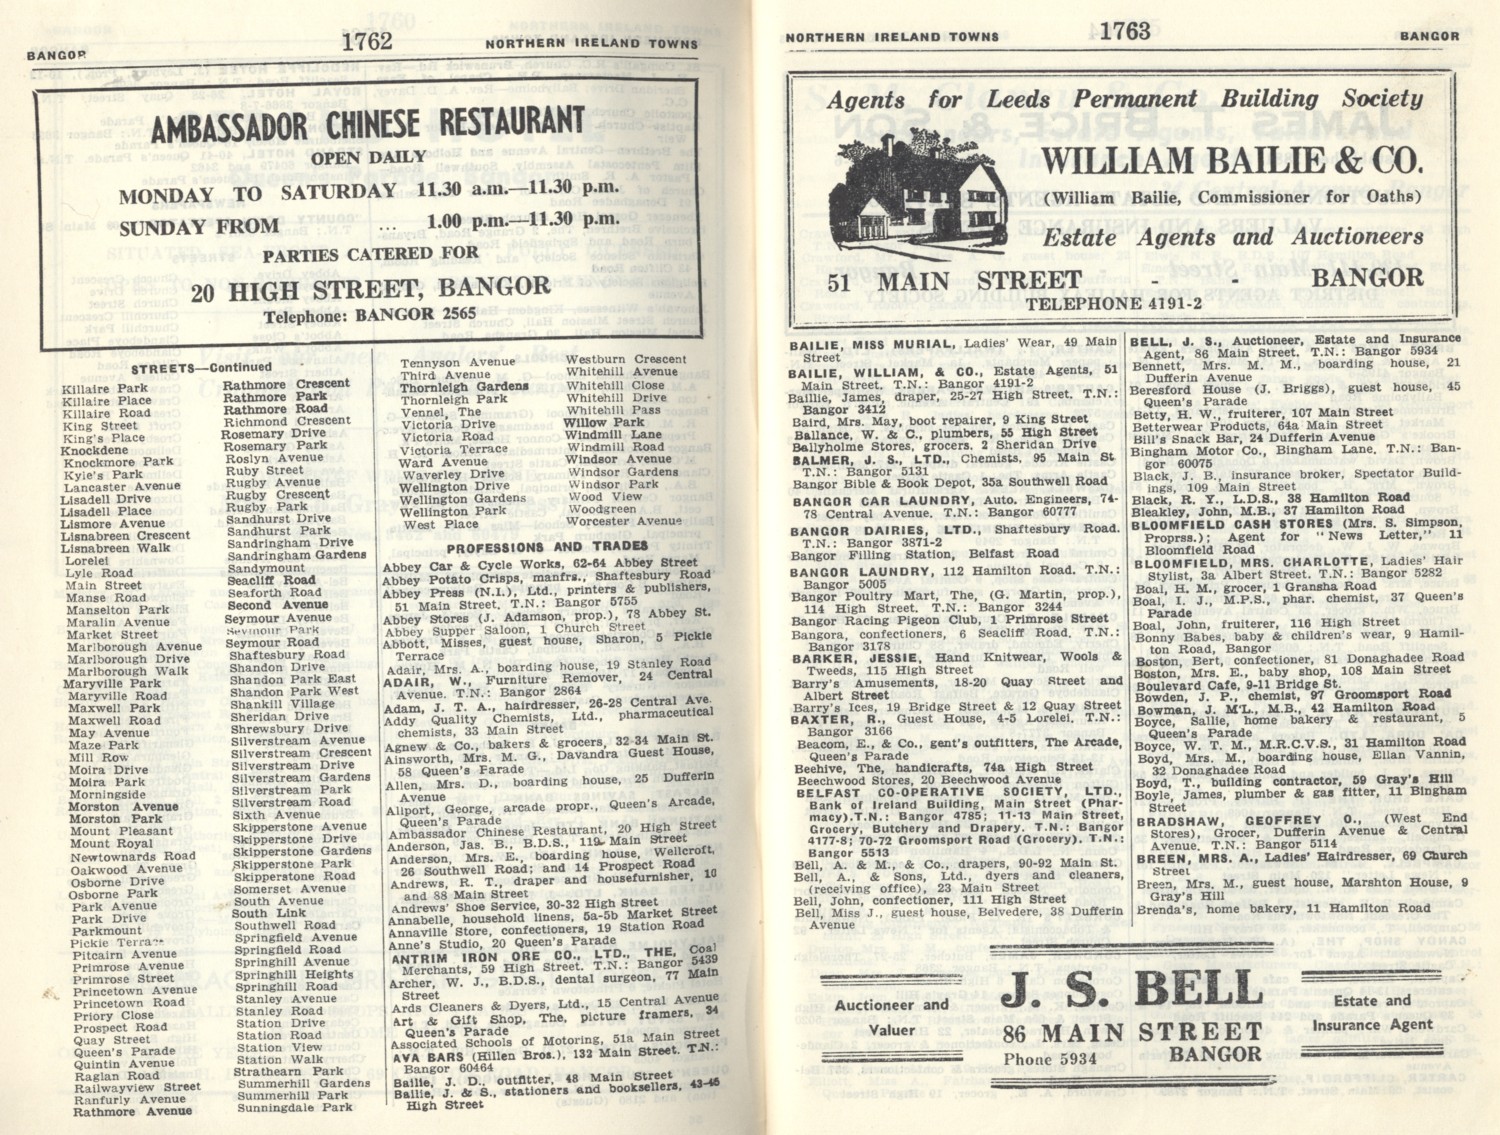 BANGOR
1762
NORTHERN IRELAND TOWNS
AMBASSADOR CHINESE RESTAURANT
OPEN DAILY
MONDAY TO SATURDAY 11.30 a.m.—11.30 p.m.
SUNDAY FROM ... 1.00 p.m.—11.30 p.m.
PARTIES CATERED FOR
20 HIGH STREET, BANGOR
Telephone: BANGOR 2565
STREETS—Continued
Killaire Park
Killaire Place
Killaire Road
King Street
King's Place
Knockdene
Knockmore Park
Kyle's Park
Lancaster Avenue
Lisadell Drive
Lisadell Place
Lismore Avenue
Lisnabreen Crescent
Lisnabreen Walk
Lorelei
Lyle Road
Main Street
Manse Road
Manselton Park
Maralin Avenue
Market Street
Marlborough Avenue
Marlborough Drive
Marlborough Walk
Maryville Park
Maryville Road
Maxwell Park
Maxwell Road
May Avenue
Maze Park
Mill Row
Moira Drive
Moira Park
Morningside
Morston Avenue
Morston Park
Mount Pleasant
Mount Royal
Newtownards Road
Oakwood Avenue
Osborne Drive
Osborne Park
Park Avenue
Park Drive
Parkmount
Pickie Terrace
Pitcairn Avenue
Primrose Avenue
Primrose Street
Princetown Avenue
Princetown Road
Priory Close
Prospect Road
Quay Street
Queen's Parade
Quintin Avenue
Raglan Road
Railwayview Street
Ranfurly Avenue
Rathmore Avenue
Rathmore Crescent
Rathmore Park
Rathmore Road
Richmond Crescent
Rosemary Drive
Rosemary Park
Roslyn Avenue
Ruby Street
Rugby Avenue
Rugby Crescent
Rugby Park
Sandhurst Drive
Sandhurst Park
Sandringham Drive
Sandringham Gardens
Sandymount
Seacliff Road
Seaforth Road
Second Avenue
Seymour Avenue
Seymour Park
Seymour Road
Shaftesbury Road
Shandon Drive
Shandon Park East
Shandon Park West
Shankill Village
Sheridan Drive
Shrewsbury Drive
Silverstream Avenue
Silverstream Crescent
Silverstream Drive
Silverstream Gardens
Silverstream Park
Silverstream Road
Sixth Avenue
Skipperstone Avenue
Skipperstone Drive
Skipperstone Gardens
Skipperstone Park
Skipperstone Road
Somerset Avenue
South Avenue
South Link
Southwell Road
Springfield Avenue
Springfield Road
Springhill Avenue
Springhill Heights
Springhill Road
Stanley Avenue
Stanley Road
Station Drive
Station Road
Station View
Station Walk
Strathearn Park
Summerhill Gardens
Summerhill Park
Sunningdale Park
Tennyson Avenue
Third Avenue
Thornleigh Gardens
Thornleigh Park
Vennel, The
Victoria Drive
Victoria Road
Victoria Terrace
Ward Avenue
Waverley Drive
Wellington Drive
Wellington Gardens
Wellington Park
West Place
Westburn Crescent
Whitehill Avenue
Whitehill Close
Whitehill Drive
Whitehill Pass
Willow Park
Windmill Lane
Windmill Road
Windsor Avenue
Windsor Gardens
Windsor Park
Wood View
Woodgreen
Worcester Avenue
PROFESSIONS AND TRADES
Abbey Car & Cycle Works, 62-64 Abbey Street
Abbey Potato Crisps, manfrs., Shaftesbury Road
Abbey Press (N.I.), Ltd., printers & publishers,
51 Main Street. T.N.: Bangor 5755
Abbey Stores (J. Adamson, prop.), 78 Abbey St.
Abbey Supper Saloon, 1 Church Street
Abbott, Misses, guest house, Sharon, 5 Pickie
Terrace
Adair, Mrs. A., boarding house, 19 Stanley Road
ADAIR, W., Furniture Remover, 24 Central
Avenue. T.N.: Bangor 2864
Adam, J. T. A., hairdresser, 26-28 Central Ave.
Addy Quality Chemists, Ltd., pharmaceutical
chemists, 33 Main Street
Agnew & Co., bakers & grocers, 32-34 Main St.
Ainsworth, Mrs. M. G., Davandra Guest House,
58 Queen's Parade
Allen, Mrs. D., boarding house, 25 Dufferin
Avenue
Allport, George, arcade propr., Queen's Arcade,
Queen's Parade
Ambassador Chinese Restaurant, 20 High Street
Anderson, Jas. B., B.D.S., 119a Main Street
Anderson, Mrs. E., boarding house, Wellcroft,
26 Southwell Road; and 14 Prospect Road
Andrews, R. T., draper and housefurnisher, 10
and 88 Main Street
Andrews' Shoe Service, 30-32 High Street
Annabelle, household linens, 5a-5b Market Street
Annaville Store, confectioners, 19 Station Road
Anne's Studio, 20 Queen's Parade
ANTRIM IRON ORE CO., LTD., THE, Coal
Merchants, 59 High Street. T.N.: Bangor 5439
Archer, W. J., B.D.S., dental surgeon, 77 Main
Street
Ards Cleaners & Dyers, Ltd., 15 Central Avenue
Art & Gift Shop, The, picture framers, 34
Queen's Parade
Associated Schools of Motoring, 51a Main Street
AVA BARS (Hillen Bros.), 132 Main Street. T.N.:
Bangor 60464
Bailie, J. D., outfitter, 48 Main Street
Bailie, J. & S., stationers and booksellers, 43-45
High Street
NORTHERN IRELAND TOWNS
1763
BANGOR
Agents for Leeds Permanent Building Society
WILLIAM BAILIE & CO.
(William Bailie, Commissioner for Oaths)
Estate Agents and Auctioneers
51 MAIN STREET - - BANGOR
TELEPHONE 4191-2
BAILIE, MISS MURIAL, Ladies' Wear, 49 Main
Street
BAILIE, WILLIAM, & CO., Estate Agents, 51
Main Street. T.N.: Bangor 4191-2
Baillie, James, draper, 25-27 High Street. T.N.:
Bangor 3412
Baird, Mrs. May, boot repairer, 9 King Street
Ballance, W. & C., plumbers, 55 High Street
Ballyholme Stores, grocers, 2 Sheridan Drive
BALMER, J. S., LTD., Chemists, 95 Main St
T.N.: Bangor 5131
Bangor Bible & Book Depot, 35a Southwell Road
BANGOR CAR LAUNDRY, Auto. Engineers, 74-
78 Central Avenue. T.N.: Bangor 60777
BANGOR DAIRIES, LTD., Shaftesbury Road.
T.N.: Bangor 3871-2
Bangor Filling Station, Belfast Road
BANGOR LAUNDRY, 112 Hamilton Road. T.N.:
Bangor 5005
Bangor Poultry Mart, The, (G. Martin, prop.),
114 High Street. T.N.: Bangor 3244
Bangor Racing Pigeon Club, 1 Primrose Street
Bangora, confectioners, 6 Seacliff Road. T.N.:
Bangor 3178
BARKER, JESSIE, Hand Knitwear, Wools &
Tweeds, 115 High Street
Barry's Amusements, 18-20 Quay Street and
Albert Street
Barry's Ices, 19 Bridge Street & 12 Quay Street
BAXTER, R., Guest House, 4-5 Lorelei. T.N.:
Bangor 3166
Beacom, E., & Co., gent's outfitters, The Arcade,
Queen's Parade
Beehive, The, handicrafts, 74a High Street
Beechwood Stores, 20 Beechwood Avenue
BELFAST CO-OPERATIVE SOCIETY, LTD.,
Bank of Ireland Building, Main Street (Phar-
macy).T.N.: Bangor 4785; 11-13 Main Street,
Grocery, Butchery and Drapery. T.N.: Bangor
4177-8; 70-72 Groomsport Road (Grocery). T.N.:
Bangor 5513
Bell, A. & M., & Co., drapers, 90-92 Main St.
Bell, A., & Sons, Ltd., dyers and cleaners,
(receiving office), 23 Main Street
Bell, John, confectioner, 111 High Street
Bell, Miss J., guest house, Belvedere, 38 Dufferin
Avenue
BELL, J. S., Auctioneer, Estate and Insurance
Agent, 86 Main Street. T.N.: Bangor 5934
Bennett, Mrs. M. M., boarding house, 21
Dufferin Avenue
Beresford House (J. Briggs), guest house, 45
Queen's Parade
Betty, H. W., fruiterer, 107 Main Street
Betterwear Products, 64a Main Street
Bill's Snack Bar, 24 Dufferin Avenue
Bingham Motor Co., Bingham Lane. T.N.: Ban-
gor 60075
Black, J. B., insurance broker, Spectator Build-
ings, 109 Main Street
Black, R. Y., L.D.S., 38 Hamilton Road
Bleakley, John, M.B., 37 Hamilton Road
BLOOMFIELD CASH STORES (Mrs. S. Simpson,
Proprss.); Agent for "News Letter," 11
Bloomfield Road
BLOOMFIELD, MRS. CHARLOTTE, Ladies' Hair
Stylist, 3a Albert Street. T.N.: Bangor 5282
Boal, H. M., grocer, 1 Gransha Road
Boal, I. J., M.P.S., phar. chemist, 37 Queen's
Parade
Boal, John, fruiterer, 116 High Street
Bonny Babes, baby & children's wear, 9 Hamil-
ton Road, Bangor
Boston, Bert, confectioner, 81 Donaghadee Road
Boston, Mrs. E., baby shop, 108 Main Street
Boulevard Cafe, 9-11 Bridge St.
Bowden, J. P., chemist, 97 Groomsport Road
Bowman, J. M'L., M.B., 42 Hamilton Road
Boyce, Sallie, home bakery & restaurant, 5
Queen's Parade
Boyce, W. T. M., M.R.C.V.S., 31 Hamilton Road
Boyd, Mrs. M., boarding house, Ellan Vannin,
32 Donaghadee Road
Boyd, T., building contractor, 59 Gray's Hill
Boyle, James, plumber & gas fitter, 11 Bingham
Street
BRADSHAW, GEOFFREY O., (West End
Stores), Grocer, Dufferin Avenue & Central
Avenue. T.N.: Bangor 5114
BREEN, MRS. A., Ladies' Hairdresser, 69 Church
Street
Breen, Mrs. M., guest house, Marshton House, 9
Gray's Hill
Brenda's, home bakery, 11 Hamilton Road
Auctioneer and
Valuer
J. S. BELL
86 MAIN STREET
Phone 5934 BANGOR
Estate and
Insurance Agent